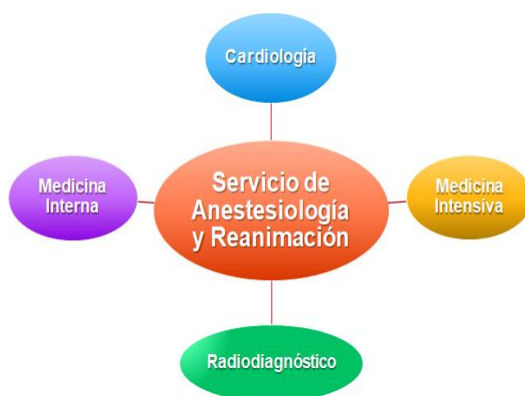 Cardiología
Medicina
Interna
Servicio de
Anestesiología
y Reanimación
Medicina
Intensiva
Radiodiagnóstico